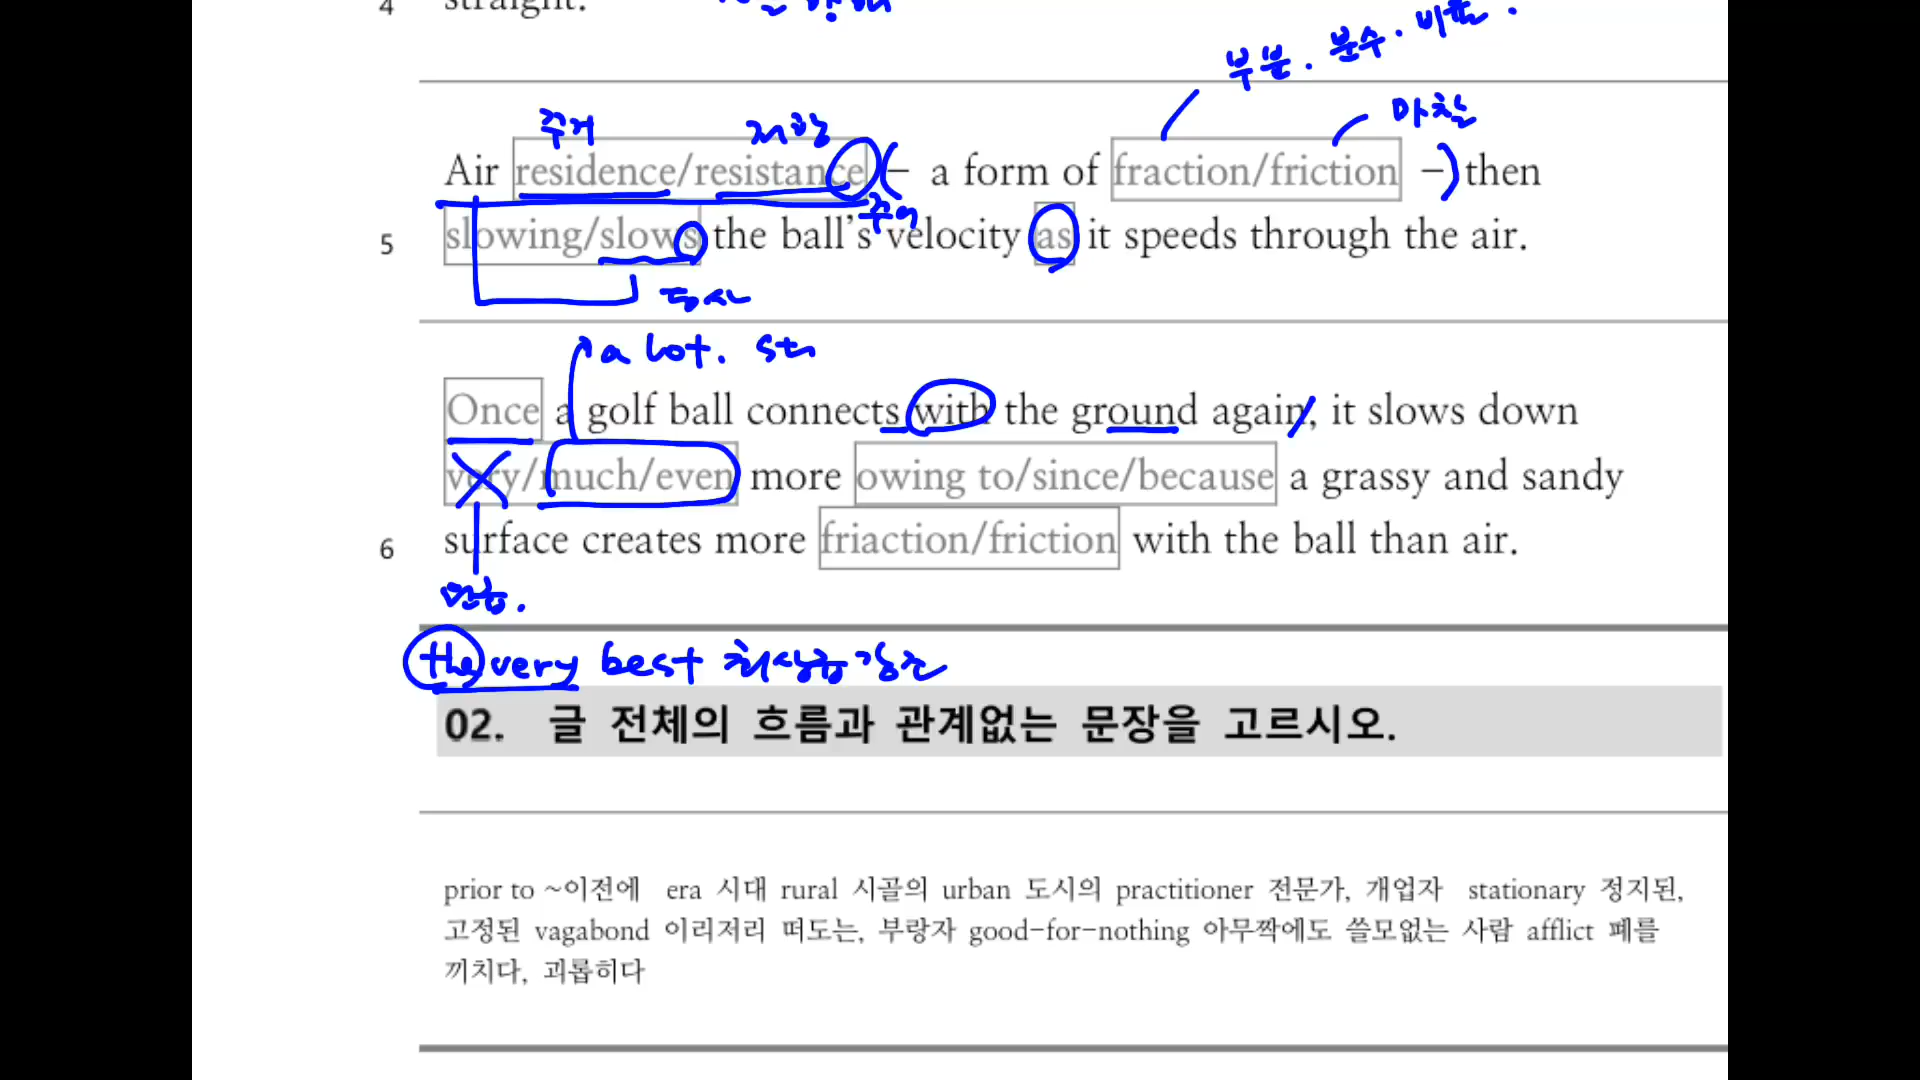 4 straight.
부분 . 분수 . 비율 .
주거 저항 마찰
Air residence/resistance – a form of fraction/friction – then
주어
5 slowing/slows the ball's velocity as it speeds through the air.
동사
a lot .
Once a golf ball connects with the ground again, it slows down
very/much/even more owing to/since/because a grassy and sandy
6 surface creates more friaction/friction with the ball than air.
the very best 최상급 강조
02. 글 전체의 흐름과 관계없는 문장을 고르시오.
prior to ~이전에 era 시대 rural 시골의 urban 도시의 practitioner 전문가, 개업자 stationary 정지된,
고정된 vagabond 이리저리 떠도는, 부랑자 good-for-nothing 아무짝에도 쓸모없는 사람 afflict 폐를
끼치다, 괴롭히다